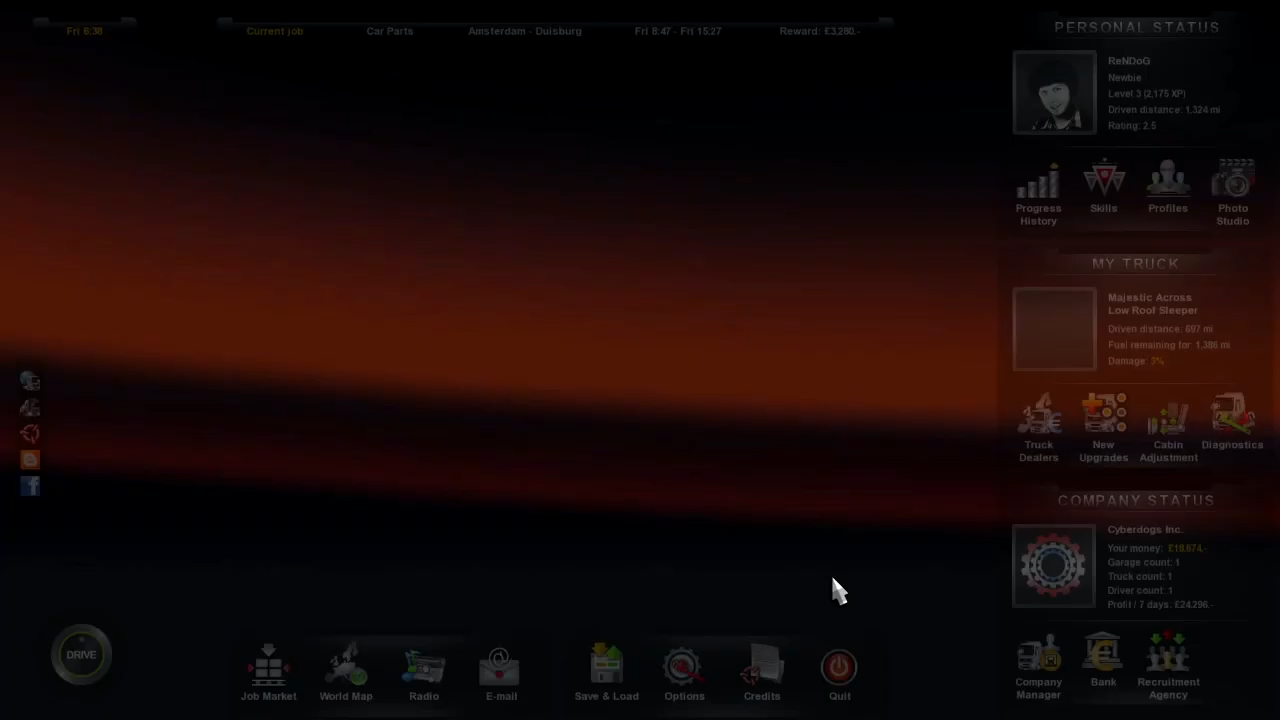 Fri 6:38
Current job Car Parts Amsterdam - Duisburg Fri 8:47 - Fri 15:27 Reward: £3,280.-
PERSONAL STATUS
ReNDoG
Newbie
Level 3 (2,175 XP)
Driven distance: 1,324 mi
Rating: 2.5
Progress History
Skills
Profiles
Photo Studio
MY TRUCK
Majestic Across
Low Roof Sleeper
Driven distance: 697 mi
Fuel remaining for: 1,386 mi
Damage: 3%
Truck Dealers
New Upgrades
Cabin Adjustment
Diagnostics
COMPANY STATUS
Cyberdogs Inc.
Your money: £18,674.-
Garage count: 1
Truck count: 1
Driver count: 1
Profit / 7 days: £24,296.-
Company Manager
Bank
Recruitment Agency
DRIVE
Job Market
World Map
Radio
E-mail
Save & Load
Options
Credits
Quit